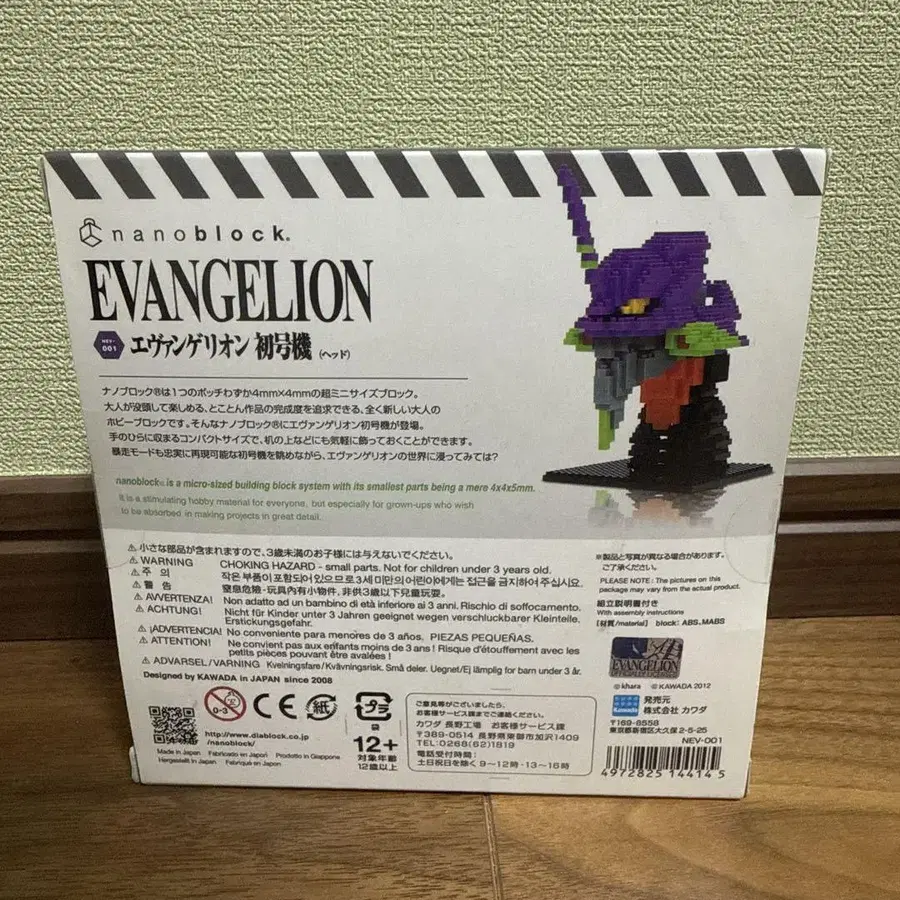 nanoblock®
EVANGELION
NEV-001 エヴァンゲリオン 初号機 (ヘッド)
ナノブロック®は1つのポッチわずか4mm×4mmの超ミニサイズブロック。
大人が没頭して楽しめる、とことん作品の完成度を追求できる、全く新しい大人の
ホビーブロックです。そんなナノブロック®にエヴァンゲリオン初号機が登場。
手のひらに収まるコンパクトサイズで、机の上などにも気軽に飾っておくことができます。
暴走モードも忠実に再現可能な初号機を眺めながら、エヴァンゲリオンの世界に浸ってみては?
nanoblock® is a micro-sized building block system with its smallest parts being a mere 4x4x5mm.
It is a stimulating hobby material for everyone, but especially for grown-ups who wish
to be absorbed in making projects in great detail.
⚠小さな部品が含まれますので、3歳未満のお子様には与えないでください。
⚠WARNING CHOKING HAZARD - small parts. Not for children under 3 years old.
⚠주 의 작은 부품이 포함되어 있으므로 3세 미만의 어린이에게는 접근을 금지하여 주십시오.
⚠警 告 窒息危險-玩具內有小物件，非供3歲以下兒童玩耍。
⚠AVVERTENZA! Non adatto ad un bambino di età inferiore ai 3 anni. Rischio di soffocamento.
⚠ACHTUNG! Nicht für Kinder unter 3 Jahren geeignet wegen verschluckbarer Kleinteile.
Erstickungsgefahr.
⚠¡ADVERTENCIA! No conveniente para menores de 3 años. PIEZAS PEQUEÑAS.
⚠ATTENTION! Ne convient pas aux enfants moins de 3 ans! Risque d'étouffement avec les
petits pièces pouvant être avalées!
⚠ADVARSEL/VARNING Kvelningsfare/Kvävningsrisk. Små deler. Uegnet/Ej lämplig for barn under 3 år.
Designed by KAWADA in JAPAN since 2008
※製品と写真が異なる場合があります。
ご了承ください。
PLEASE NOTE : The pictures on this
package may vary from the actual product.
組立説明書付き
With assembly instructions
【材質/material】 block: ABS,MABS
EVANGELION
OFFICIALLY LICENSED
©khara ©KAWADA 2012
0-3
CE
紙
プラ
袋
http://www.diablock.co.jp
/nanoblock/
12+
対象年齢
12歳以上
Made in Japan Fabricado en Japón Prodotto in Giappone
Hergestellt in Japan Fabriqué en Japon
ご意見等がございましたら、
お客様サービス課までご連絡ください。
カワダ 長野工場 お客様サービス課
〒389-0514 長野県東御市加沢1409
TEL.0268(62)1819
電話受付時間:
土日祝日を除く 9〜12時・13〜16時
Kawada
発売元
株式会社 カワダ
〒169-8558
東京都新宿区大久保2-5-25
NEV-001
4972825 144145